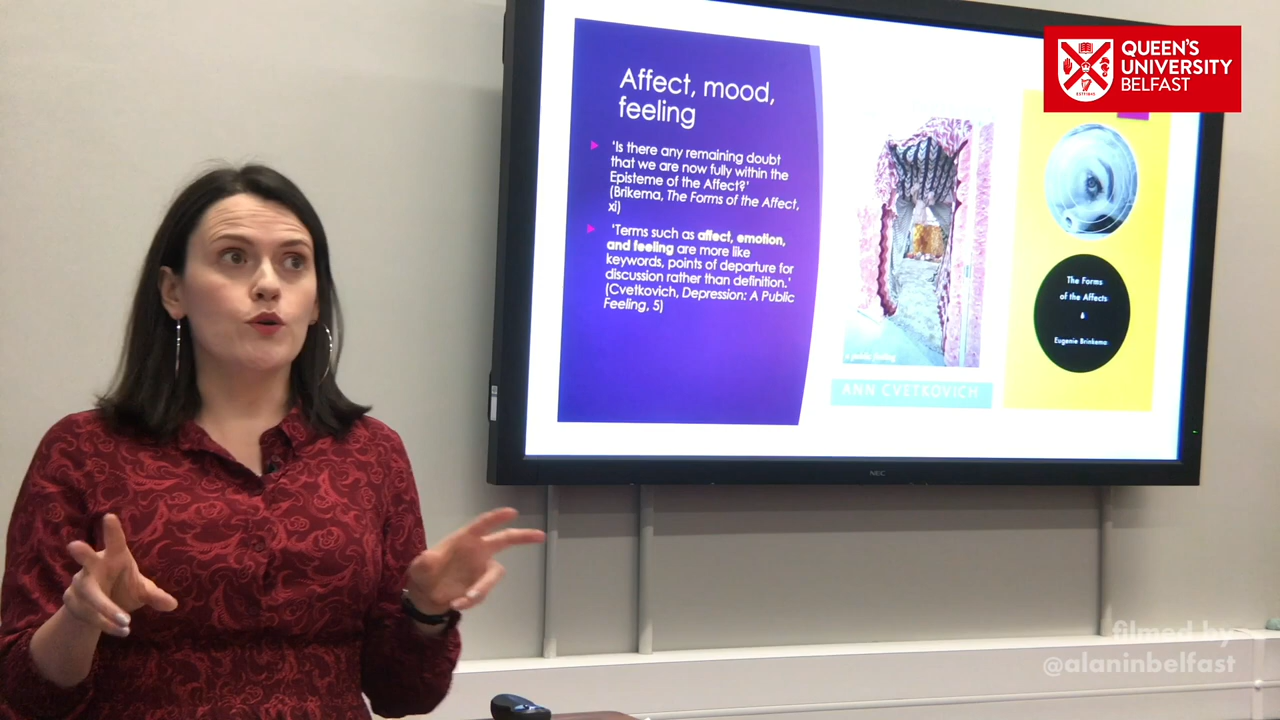 Affect, mood,
feeling
'Is there any remaining doubt
that we are now fully within the
Episteme of the Affect?'
(Brikema, The Forms of the Affect,
xi)
'Terms such as affect, emotion,
and feeling are more like
keywords, points of departure for
discussion rather than definition.'
(Cvetkovich, Depression: A Public
Feeling, 5)
a public feeling
ANN CVETKOVICH
The Forms
of the Affects
Eugenie Brinkema
NEC
QUEEN'S
UNIVERSITY
BELFAST
ESTD1845
filmed by
@alaninbelfast